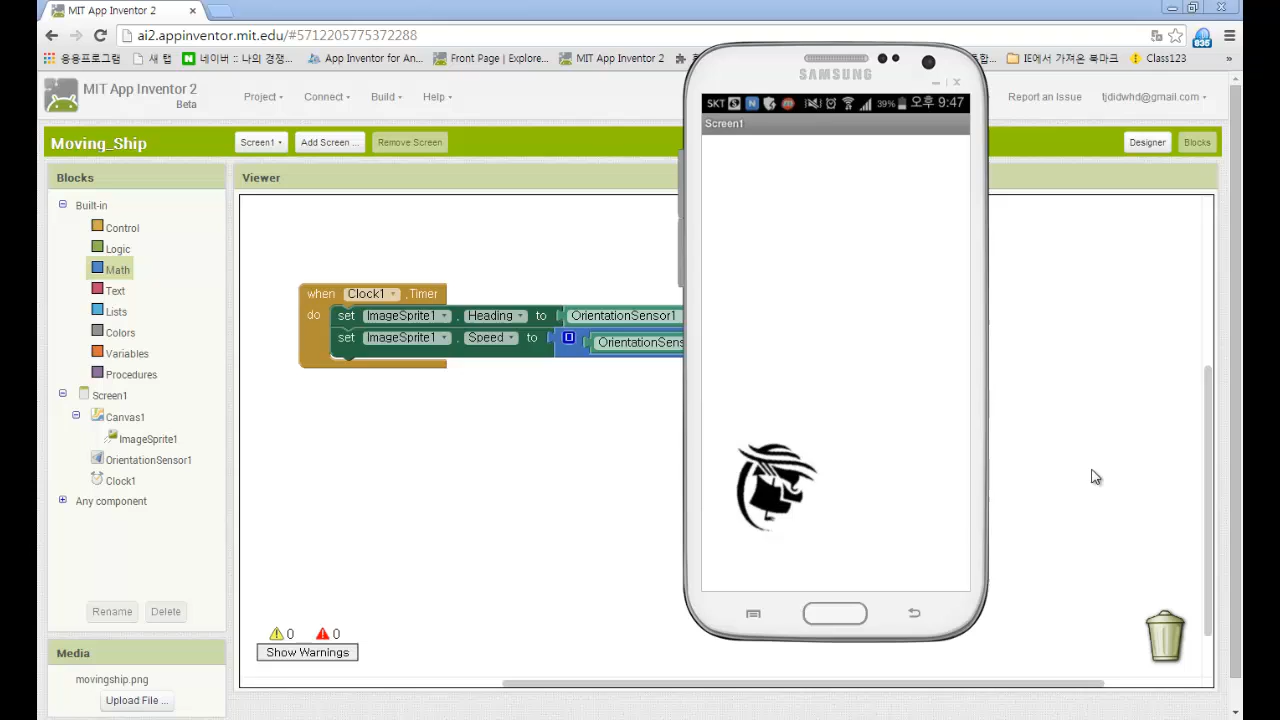 MIT App Inventor 2
ai2.appinventor.mit.edu/#5712205775372288
응용프로그램 새 탭 네이버 :: 나의 경쟁... App Inventor for An... Front Page | Explore... MIT App Inventor 2 IE에서 가져온 북마크 Class123 »
835
SAMSUNG
MIT App Inventor 2
Beta
Project Connect Build Help Report an Issue tjdidwhd@gmail.com
SKT 39% 오후 9:47
Screen1
Moving_Ship Screen1 Add Screen ... Remove Screen Designer Blocks
Blocks Viewer
Built-in
Control
Logic
Math
Text
Lists
Colors
Variables
Procedures
Screen1
Canvas1
ImageSprite1
OrientationSensor1
Clock1
Any component
when Clock1 .Timer
do set ImageSprite1 . Heading to OrientationSensor1
set ImageSprite1 . Speed to OrientationSens
Rename Delete
0 0
Show Warnings
Media
movingship.png
Upload File ...